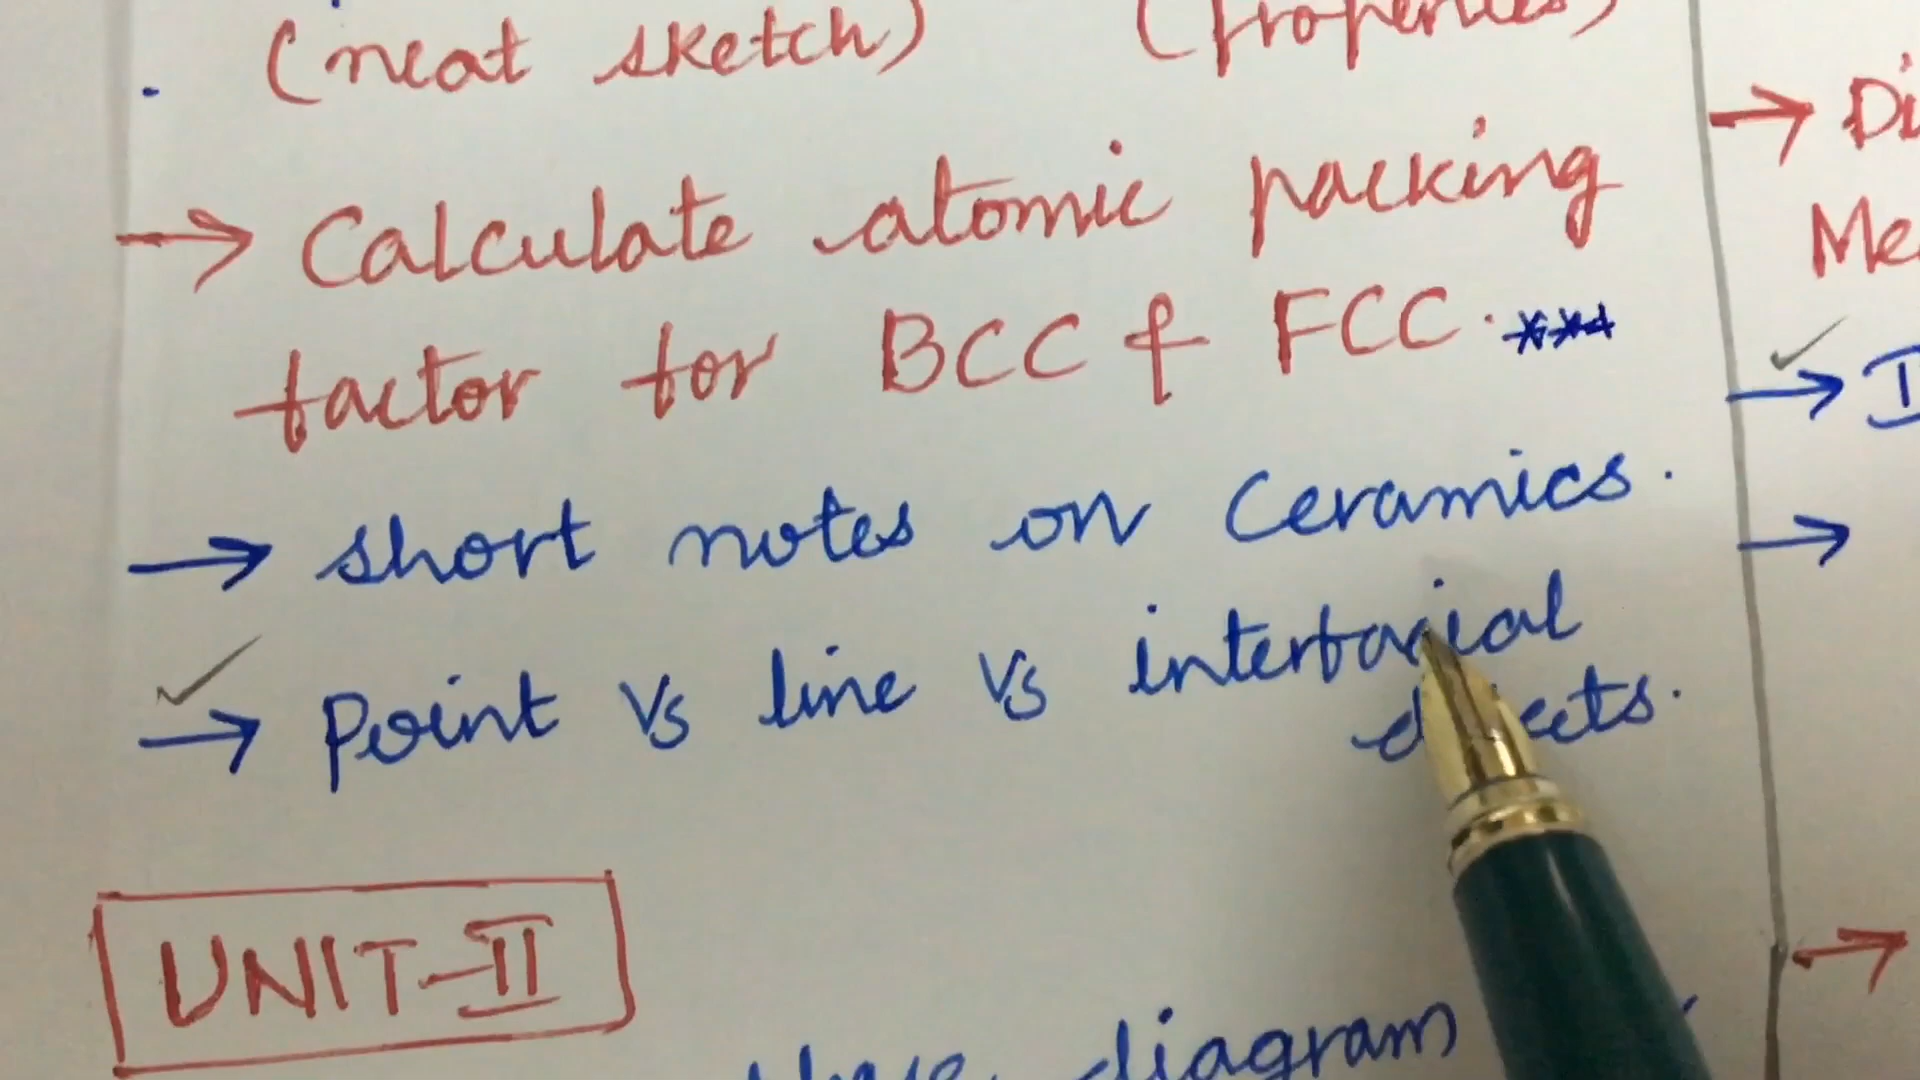 (neat sketch) (properties)
→ Calculate atomic packing
factor for BCC & FCC. ***
→ short notes on Ceramics.
→ Point Vs line Vs interfacial
defects.
UNIT-II
diagram
→ Di
Me
→ I